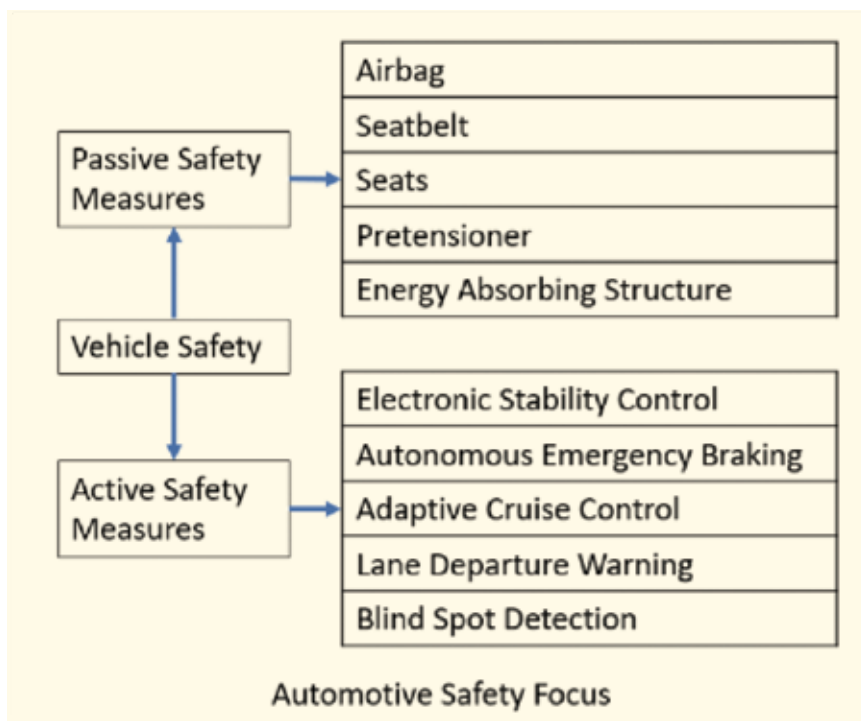 Airbag
Seatbelt
Passive Safety
Measures
Seats
Pretensioner
Energy Absorbing Structure
Vehicle Safety
Electronic Stability Control
Autonomous Emergency Braking
Active Safety
Measures
Adaptive Cruise Control
Lane Departure Warning
Blind Spot Detection
Automotive Safety Focus